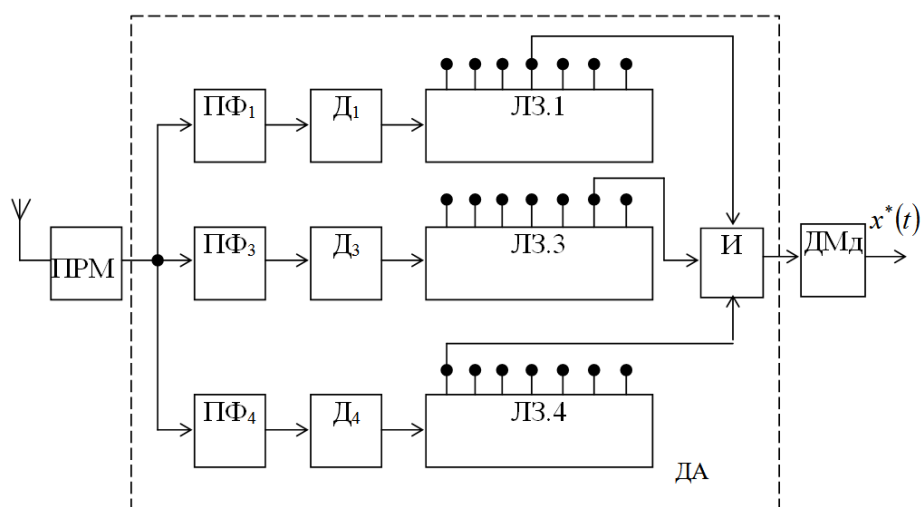 ПФ₁ Д₁ ЛЗ.1
ПРМ ПФ₃ Д₃ ЛЗ.3 И ДМд x*(t)
ПФ₄ Д₄ ЛЗ.4
ДА